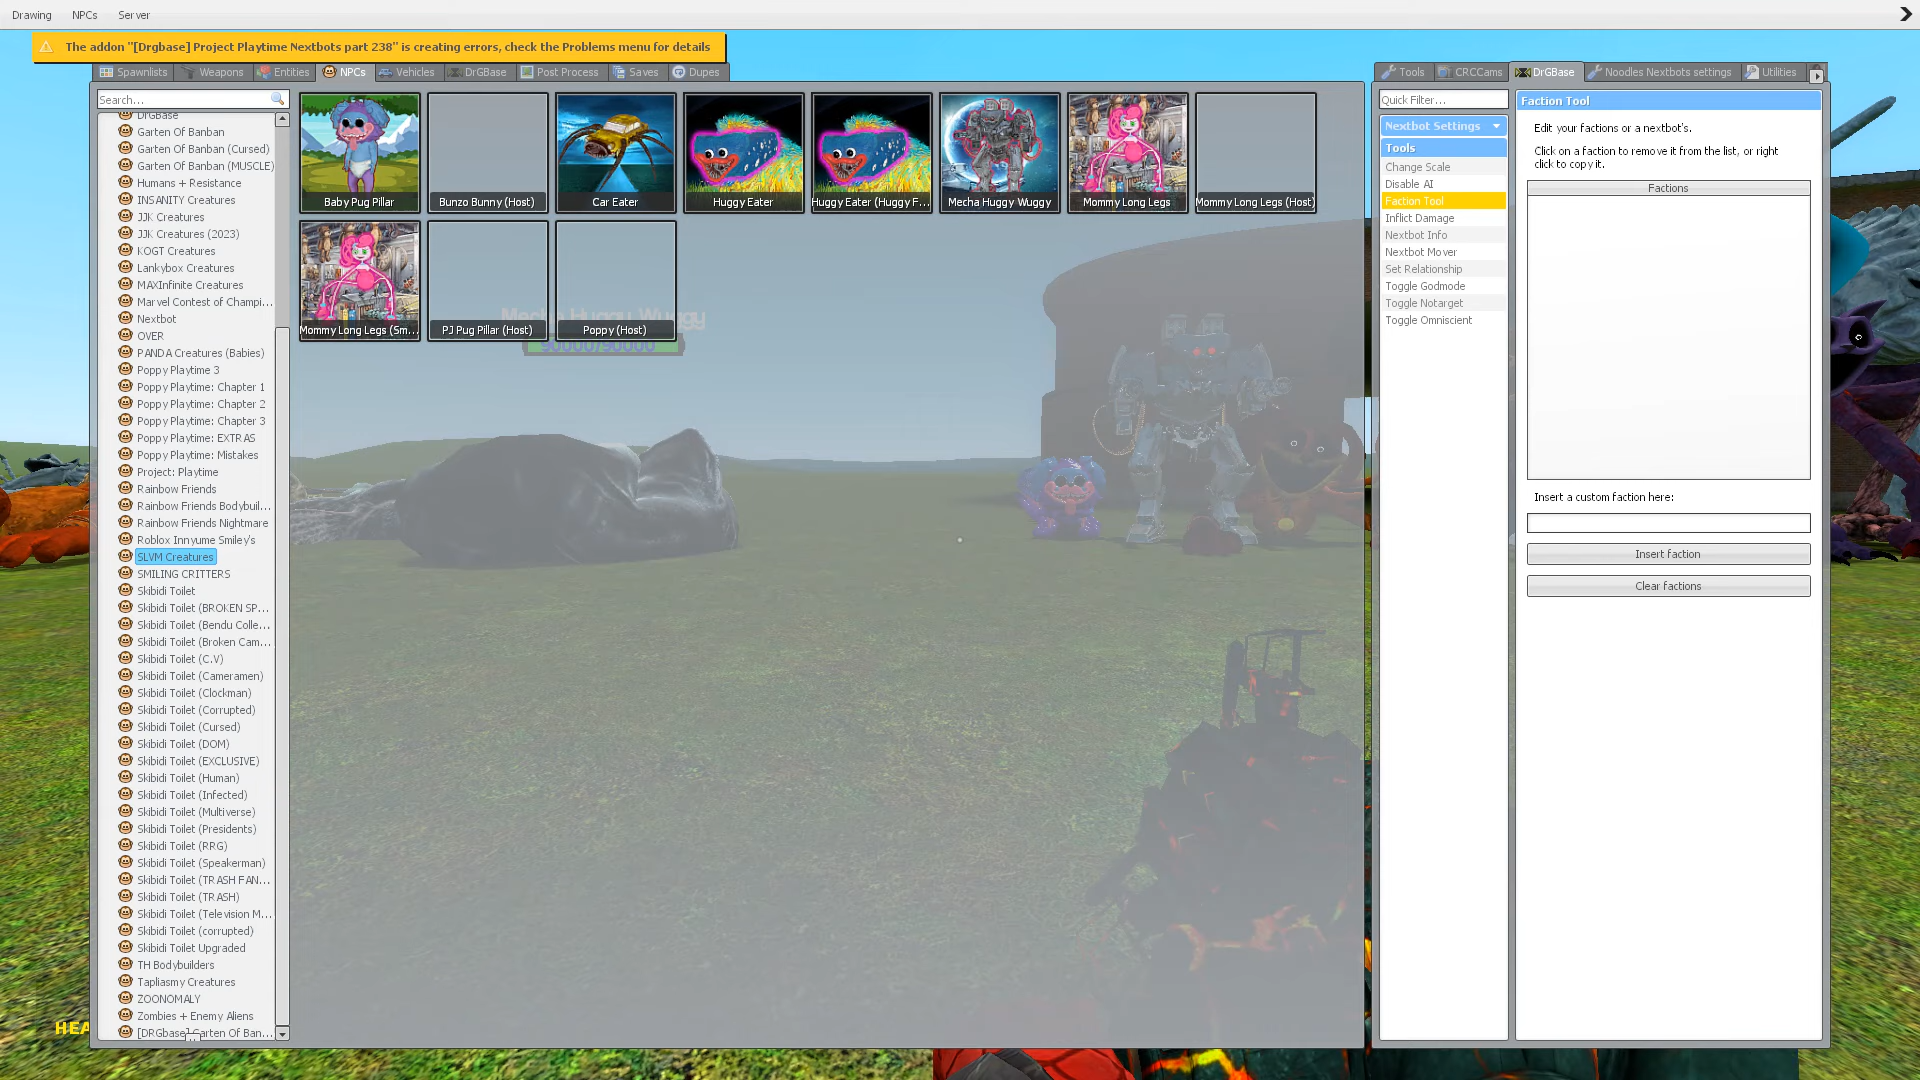 Drawing NPCs Server
The addon "[Drgbase] Project Playtime Nextbots part 238" is creating errors, check the Problems menu for details
Spawnlists Weapons Entities NPCs Vehicles DrGBase Post Process Saves Dupes
Search...
DrGBase
Garten Of Banban
Garten Of Banban (Cursed)
Garten Of Banban (MUSCLE)
Humans + Resistance
INSANITY Creatures
JJK Creatures
JJK Creatures (2023)
KOGT Creatures
Lankybox Creatures
MAXInfinite Creatures
Marvel Contest of Champi...
Nextbot
OVER
PANDA Creatures (Babies)
Poppy Playtime 3
Poppy Playtime: Chapter 1
Poppy Playtime: Chapter 2
Poppy Playtime: Chapter 3
Poppy Playtime: EXTRAS
Poppy Playtime: Mistakes
Project: Playtime
Rainbow Friends
Rainbow Friends Bodybuil...
Rainbow Friends Nightmare
Roblox Innyume Smiley's
SLVM Creatures
SMILING CRITTERS
Skibidi Toilet
Skibidi Toilet (BROKEN SP...
Skibidi Toilet (Bendu Colle...
Skibidi Toilet (Broken Cam...
Skibidi Toilet (C.V)
Skibidi Toilet (Cameramen)
Skibidi Toilet (Clockman)
Skibidi Toilet (Corrupted)
Skibidi Toilet (Cursed)
Skibidi Toilet (DOM)
Skibidi Toilet (EXCLUSIVE)
Skibidi Toilet (Human)
Skibidi Toilet (Infected)
Skibidi Toilet (Multiverse)
Skibidi Toilet (Presidents)
Skibidi Toilet (RRG)
Skibidi Toilet (Speakerman)
Skibidi Toilet (TRASH FAN...
Skibidi Toilet (TRASH)
Skibidi Toilet (Television M...
Skibidi Toilet (corrupted)
Skibidi Toilet Upgraded
TH Bodybuilders
Tapliasmy Creatures
ZOONOMALY
Zombies + Enemy Aliens
[DRGbase] Garten Of Ban...
HEA
Baby Pug Pillar Bunzo Bunny (Host) Car Eater Huggy Eater Huggy Eater (Huggy F... Mecha Huggy Wuggy Mommy Long Legs Mommy Long Legs (Host)
Mommy Long Legs (Sm... PJ Pug Pillar (Host) Poppy (Host)
Mecha Huggy Wuggy
90000/90000
Tools CRCCams DrGBase Noodles Nextbots settings Utilities
Quick Filter...
Nextbot Settings
Tools
Change Scale
Disable AI
Faction Tool
Inflict Damage
Nextbot Info
Nextbot Mover
Set Relationship
Toggle Godmode
Toggle Notarget
Toggle Omniscient
Faction Tool
Edit your factions or a nextbot's.
Click on a faction to remove it from the list, or right
click to copy it.
Factions
Insert a custom faction here:
Insert faction
Clear factions